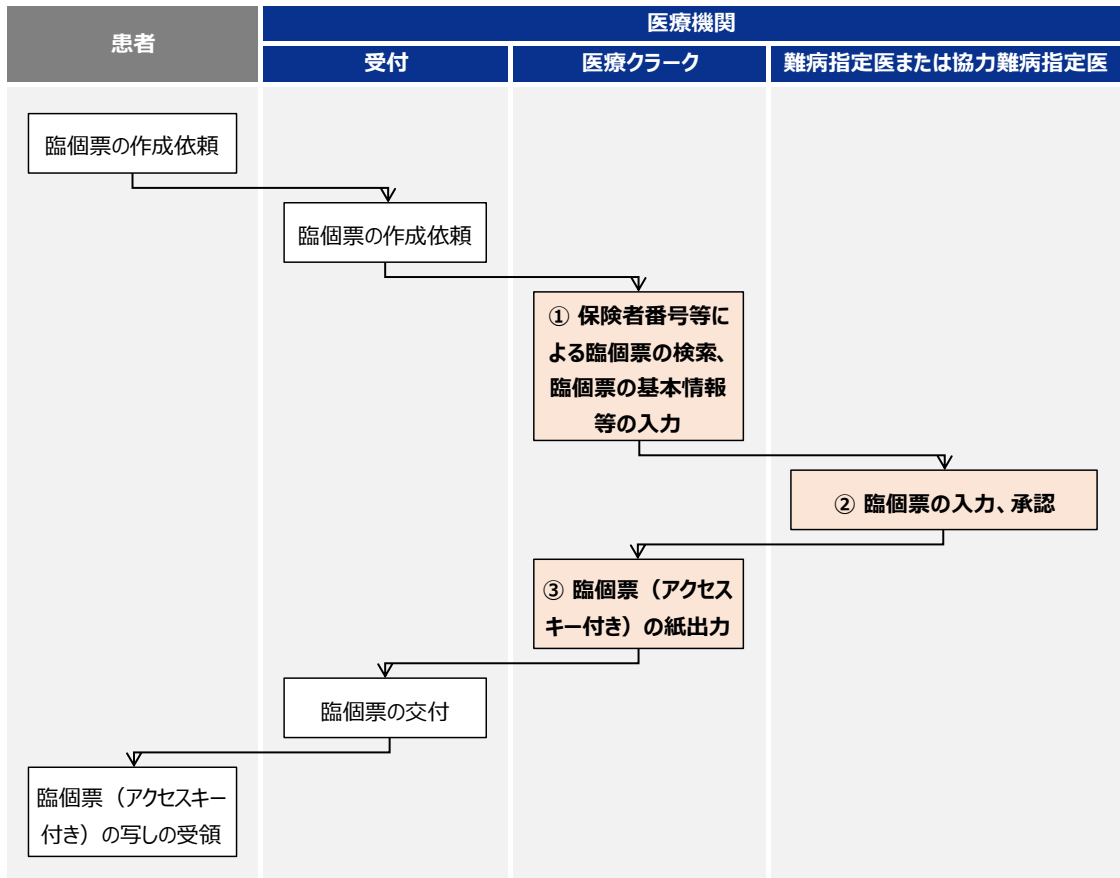 患者
医療機関
受付
医療クラーク
難病指定医または協力難病指定医
臨個票の作成依頼
臨個票の作成依頼
① 保険者番号等に
よる臨個票の検索、
臨個票の基本情報
等の入力
② 臨個票の入力、承認
③ 臨個票（アクセス
キー付き）の紙出力
臨個票の交付
臨個票（アクセスキー
付き）の写しの受領